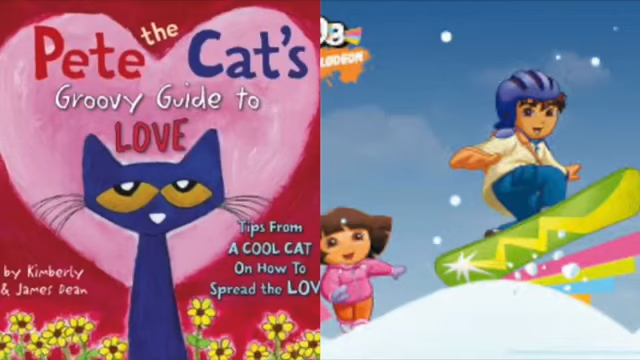 the
Pete Cat's
Groovy Guide to
LOVE
Tips From
A COOL CAT
On How To
Spread the LOV
by Kimberly
& James Dean